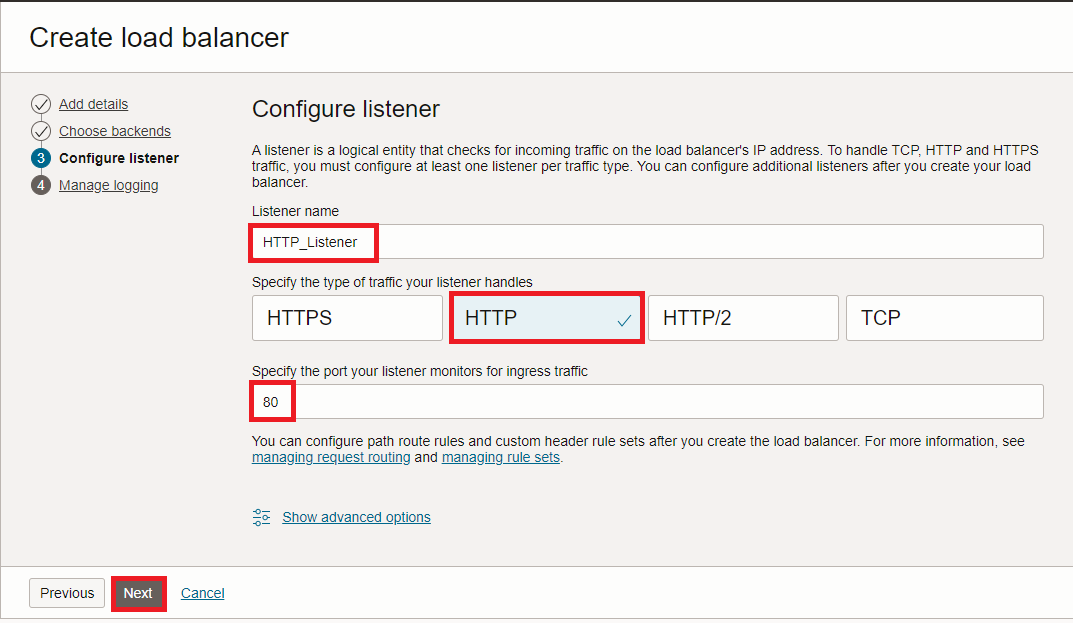 Create load balancer
Add details
Choose backends
3 Configure listener
4 Manage logging
Configure listener
A listener is a logical entity that checks for incoming traffic on the load balancer's IP address. To handle TCP, HTTP and HTTPS
traffic, you must configure at least one listener per traffic type. You can configure additional listeners after you create your load
balancer.
Listener name
HTTP_Listener
Specify the type of traffic your listener handles
HTTPS HTTP HTTP/2 TCP
Specify the port your listener monitors for ingress traffic
80
You can configure path route rules and custom header rule sets after you create the load balancer. For more information, see
managing request routing and managing rule sets.
Show advanced options
Previous Next Cancel